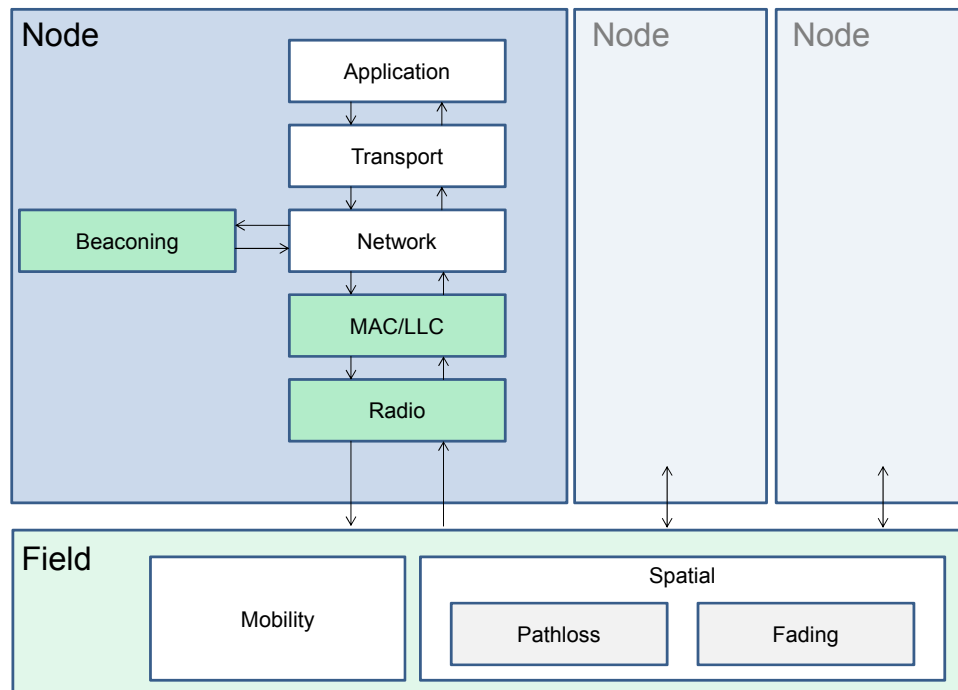 Node
Node
Node
Application
Transport
Beaconing
Network
MAC/LLC
Radio
Field
Mobility
Spatial
Pathloss
Fading